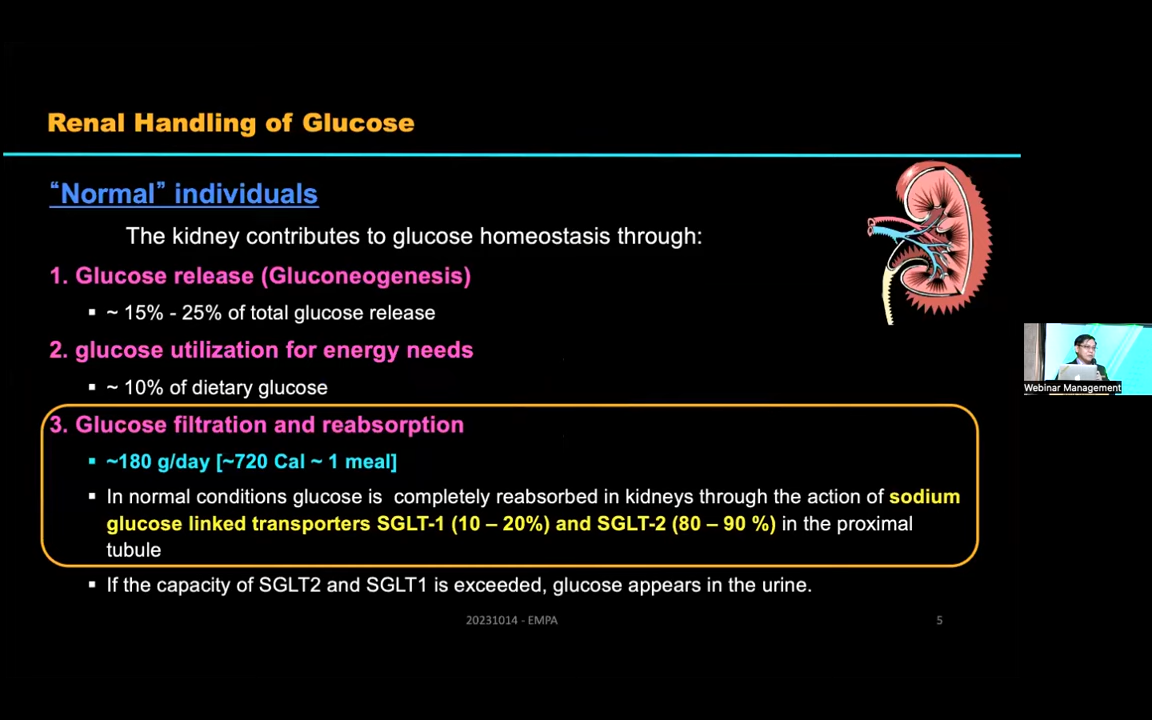 Renal Handling of Glucose
“Normal” individuals
The kidney contributes to glucose homeostasis through:
1. Glucose release (Gluconeogenesis)
▪ ~ 15% - 25% of total glucose release
2. glucose utilization for energy needs
▪ ~ 10% of dietary glucose
3. Glucose filtration and reabsorption
▪ ~180 g/day [~720 Cal ~ 1 meal]
▪ In normal conditions glucose is completely reabsorbed in kidneys through the action of sodium
glucose linked transporters SGLT-1 (10 – 20%) and SGLT-2 (80 – 90 %) in the proximal
tubule
▪ If the capacity of SGLT2 and SGLT1 is exceeded, glucose appears in the urine.
20231014 - EMPA
5
Webinar Management